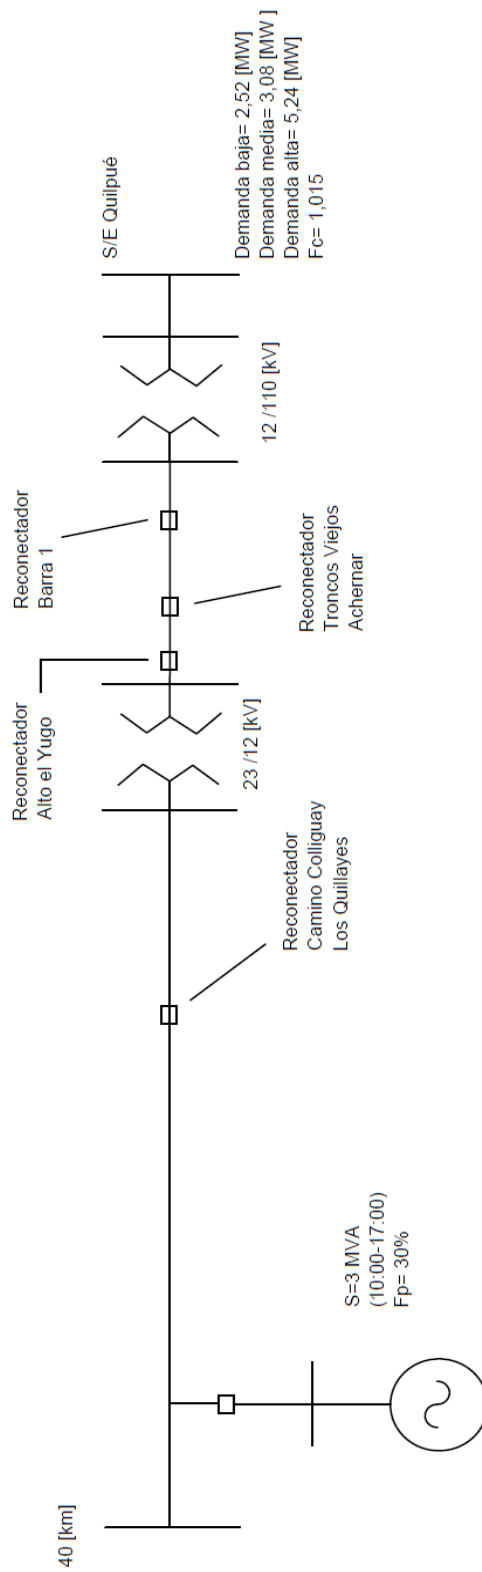 40 [km]
S=3 MVA
(10:00-17:00)
Fp= 30%
Reconectador
Camino Colliguay
Los Quillayes
Reconectador
Alto el Yugo
23 /12 [kV]
Reconectador
Troncos Viejos
Achernar
Reconectador
Barra 1
12 /110 [kV]
S/E Quilpué
Demanda baja= 2,52 [MW]
Demanda media= 3,08 [MW ]
Demanda alta= 5,24 [MW]
Fc= 1,015